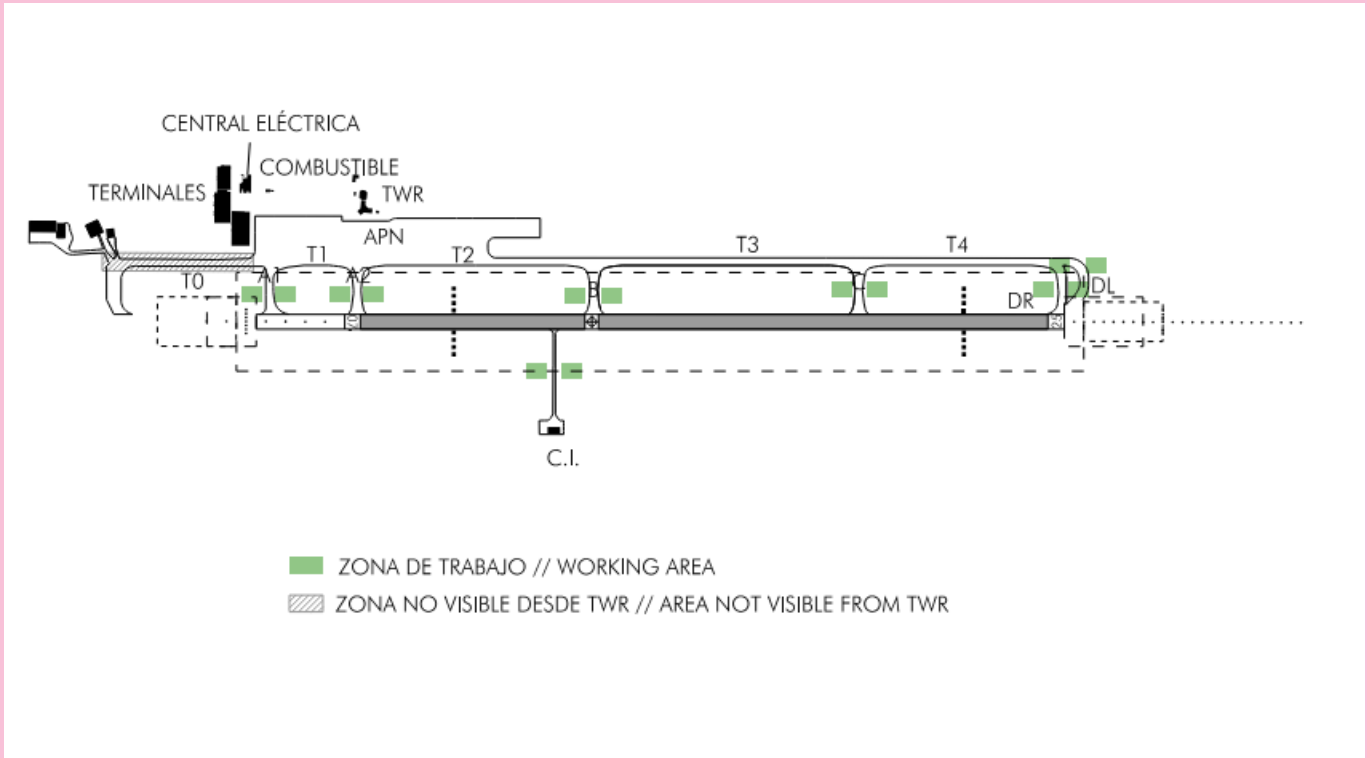 CENTRAL ELÉCTRICA
COMBUSTIBLE
TERMINALES
TWR
APN
T3
T4
T1
T2
T0
A1
A2
B
C
DL
DR
25
C.I.
ZONA DE TRABAJO // WORKING AREA
ZONA NO VISIBLE DESDE TWR // AREA NOT VISIBLE FROM TWR